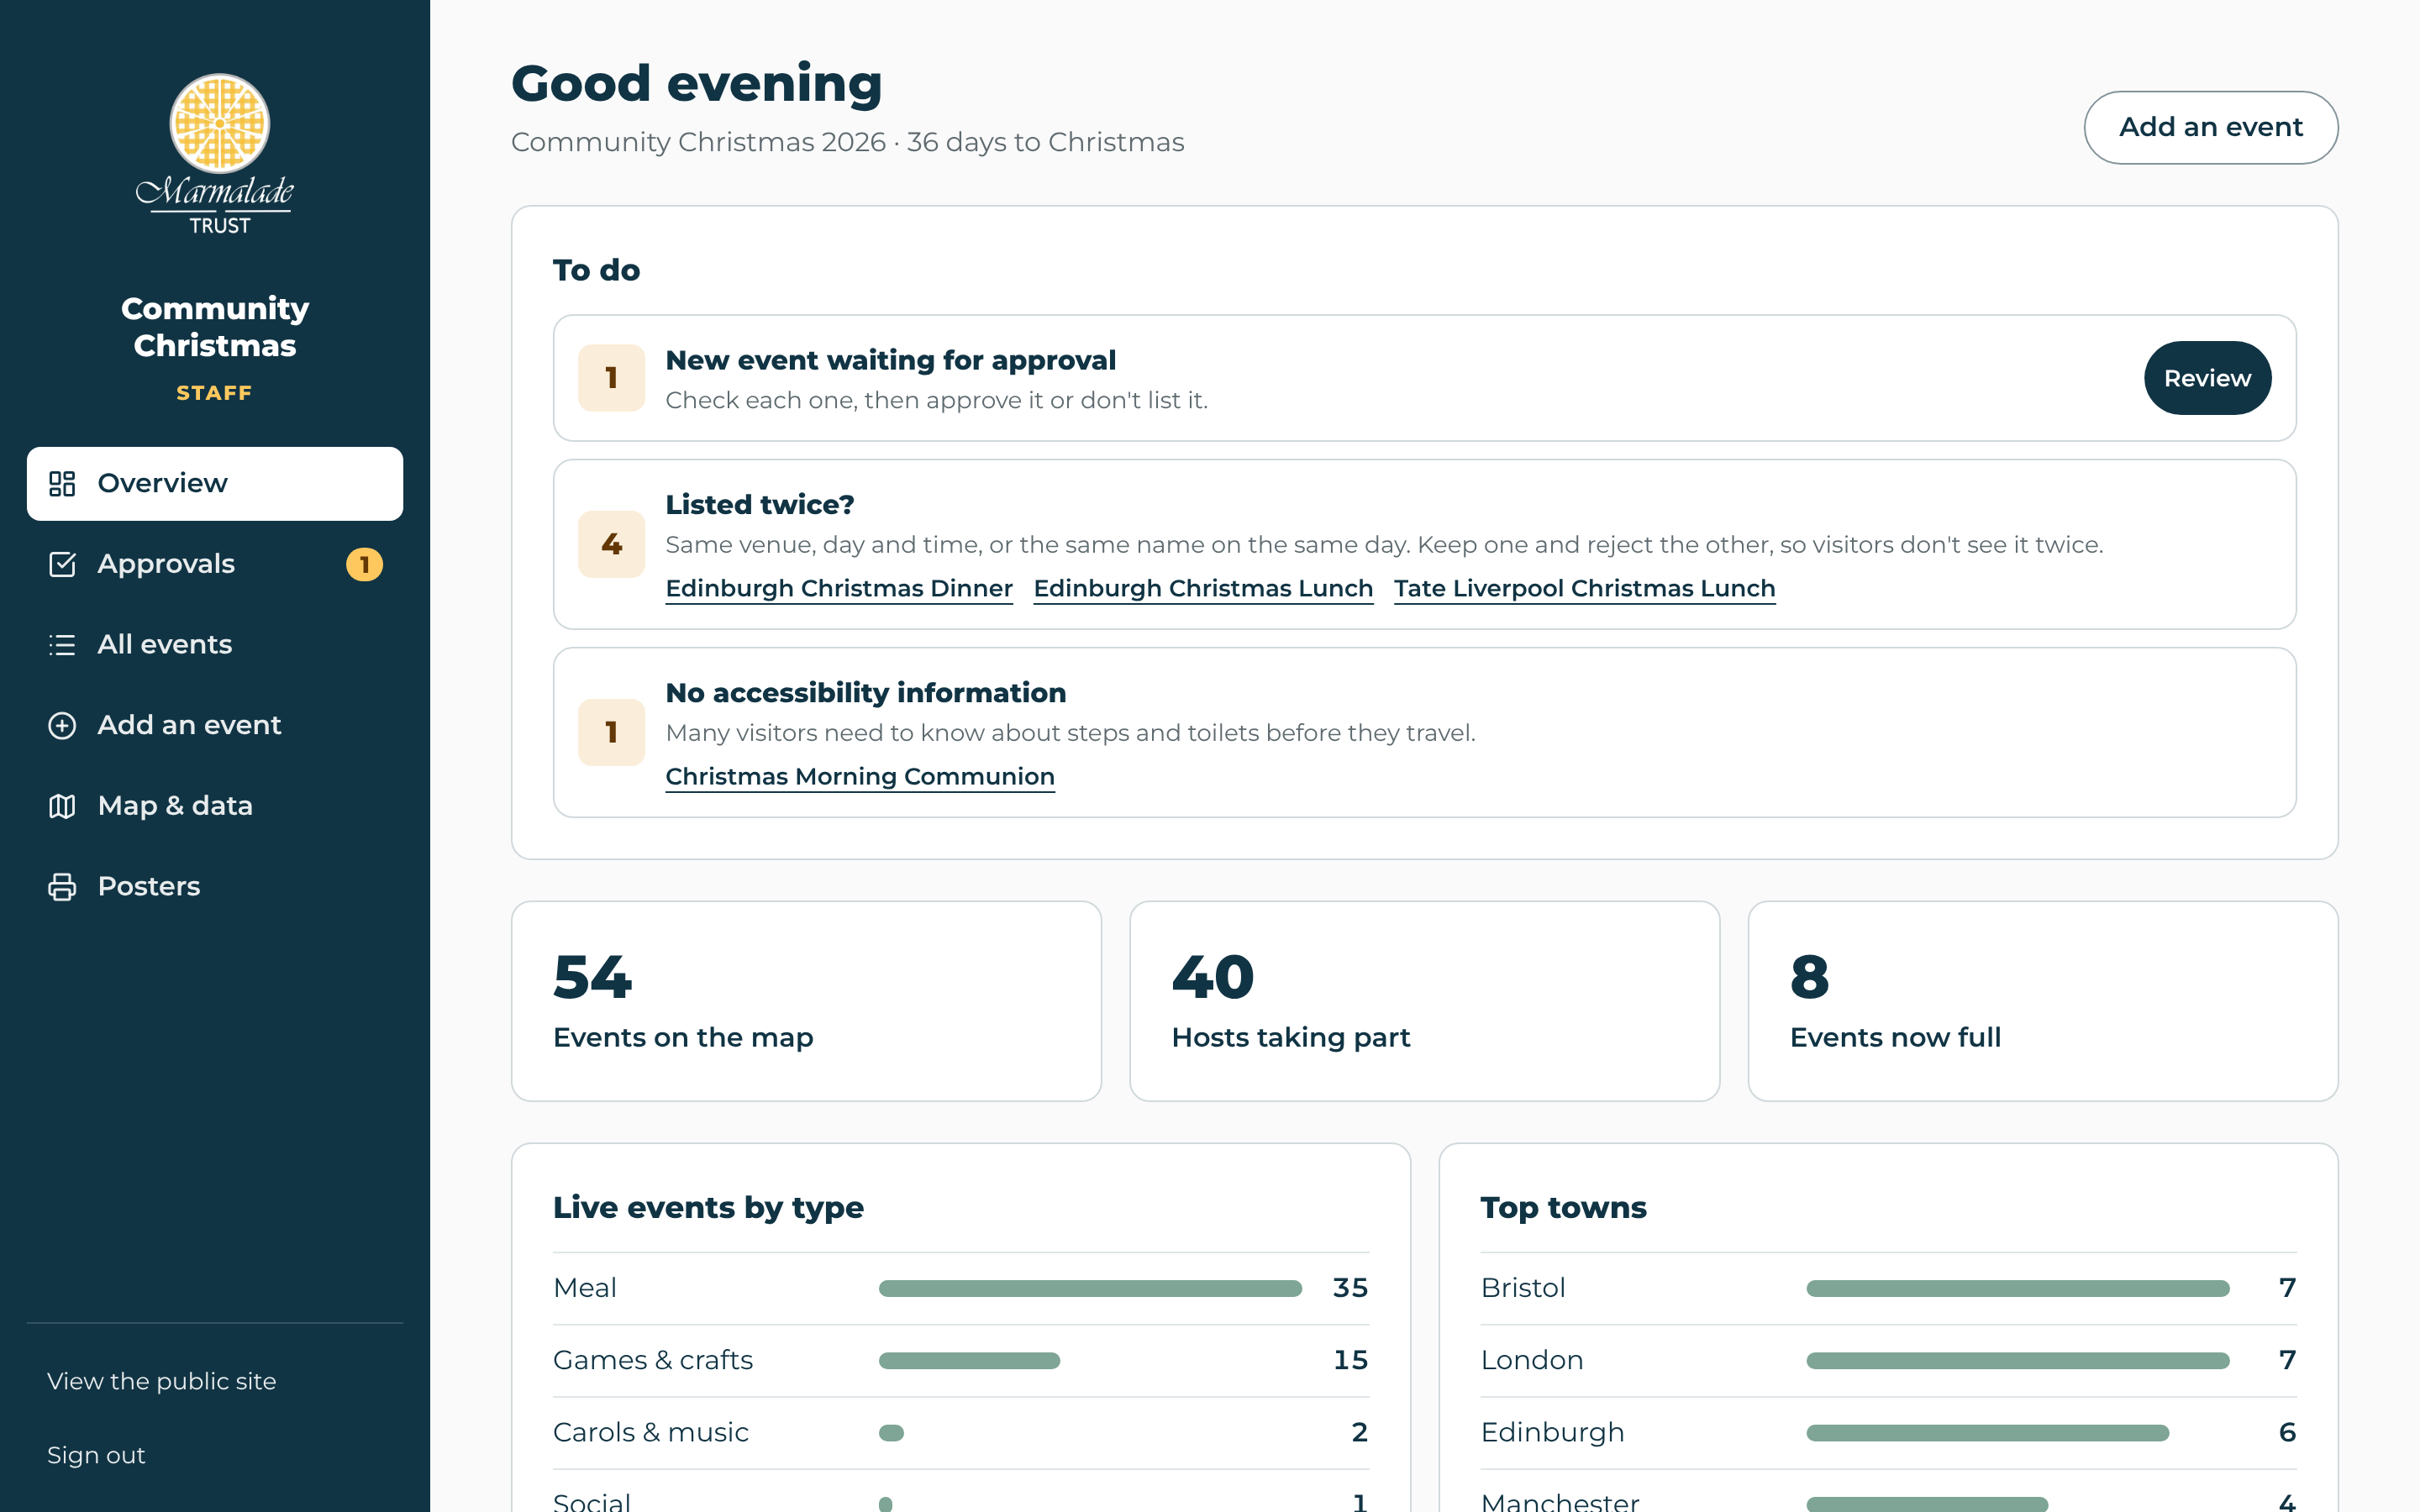 Marmalade
TRUST
Community
Christmas
STAFF
Overview
Approvals 1
All events
Add an event
Map & data
Posters
View the public site
Sign out
Good evening
Community Christmas 2026 · 36 days to Christmas
Add an event
To do
1
New event waiting for approval
Check each one, then approve it or don't list it.
Review
4
Listed twice?
Same venue, day and time, or the same name on the same day. Keep one and reject the other, so visitors don't see it twice.
Edinburgh Christmas Dinner Edinburgh Christmas Lunch Tate Liverpool Christmas Lunch
1
No accessibility information
Many visitors need to know about steps and toilets before they travel.
Christmas Morning Communion
54
Events on the map
40
Hosts taking part
8
Events now full
Live events by type
Meal 35
Games & crafts 15
Carols & music 2
Social 1
Top towns
Bristol 7
London 7
Edinburgh 6
Manchester 4